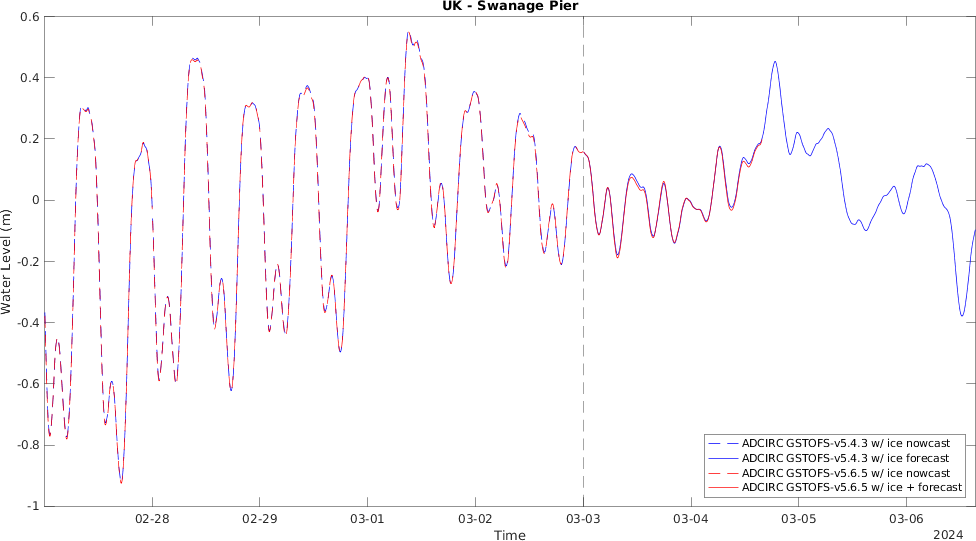 UK - Swanage Pier
0.6
0.4
0.2
0
-0.2
-0.4
-0.6
-0.8
-1
Water Level (m)
ADCIRC GSTOFS-v5.4.3 w/ ice nowcast
ADCIRC GSTOFS-v5.4.3 w/ ice forecast
ADCIRC GSTOFS-v5.6.5 w/ ice nowcast
ADCIRC GSTOFS-v5.6.5 w/ ice + forecast
02-28 02-29 03-01 03-02 03-03 03-04 03-05 03-06
Time
2024